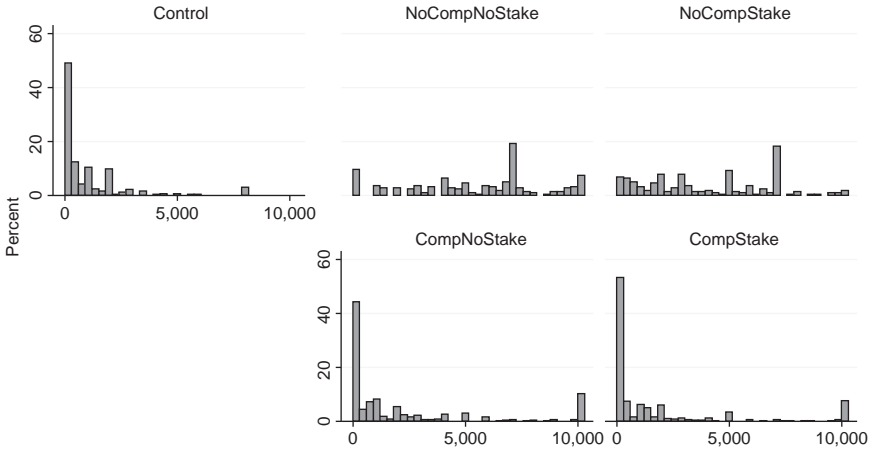 Control
NoCompNoStake
NoCompStake
60
40
20
0
0
5,000
10,000
Percent
CompNoStake
CompStake
60
40
20
0
0
5,000
10,000
0
5,000
10,000